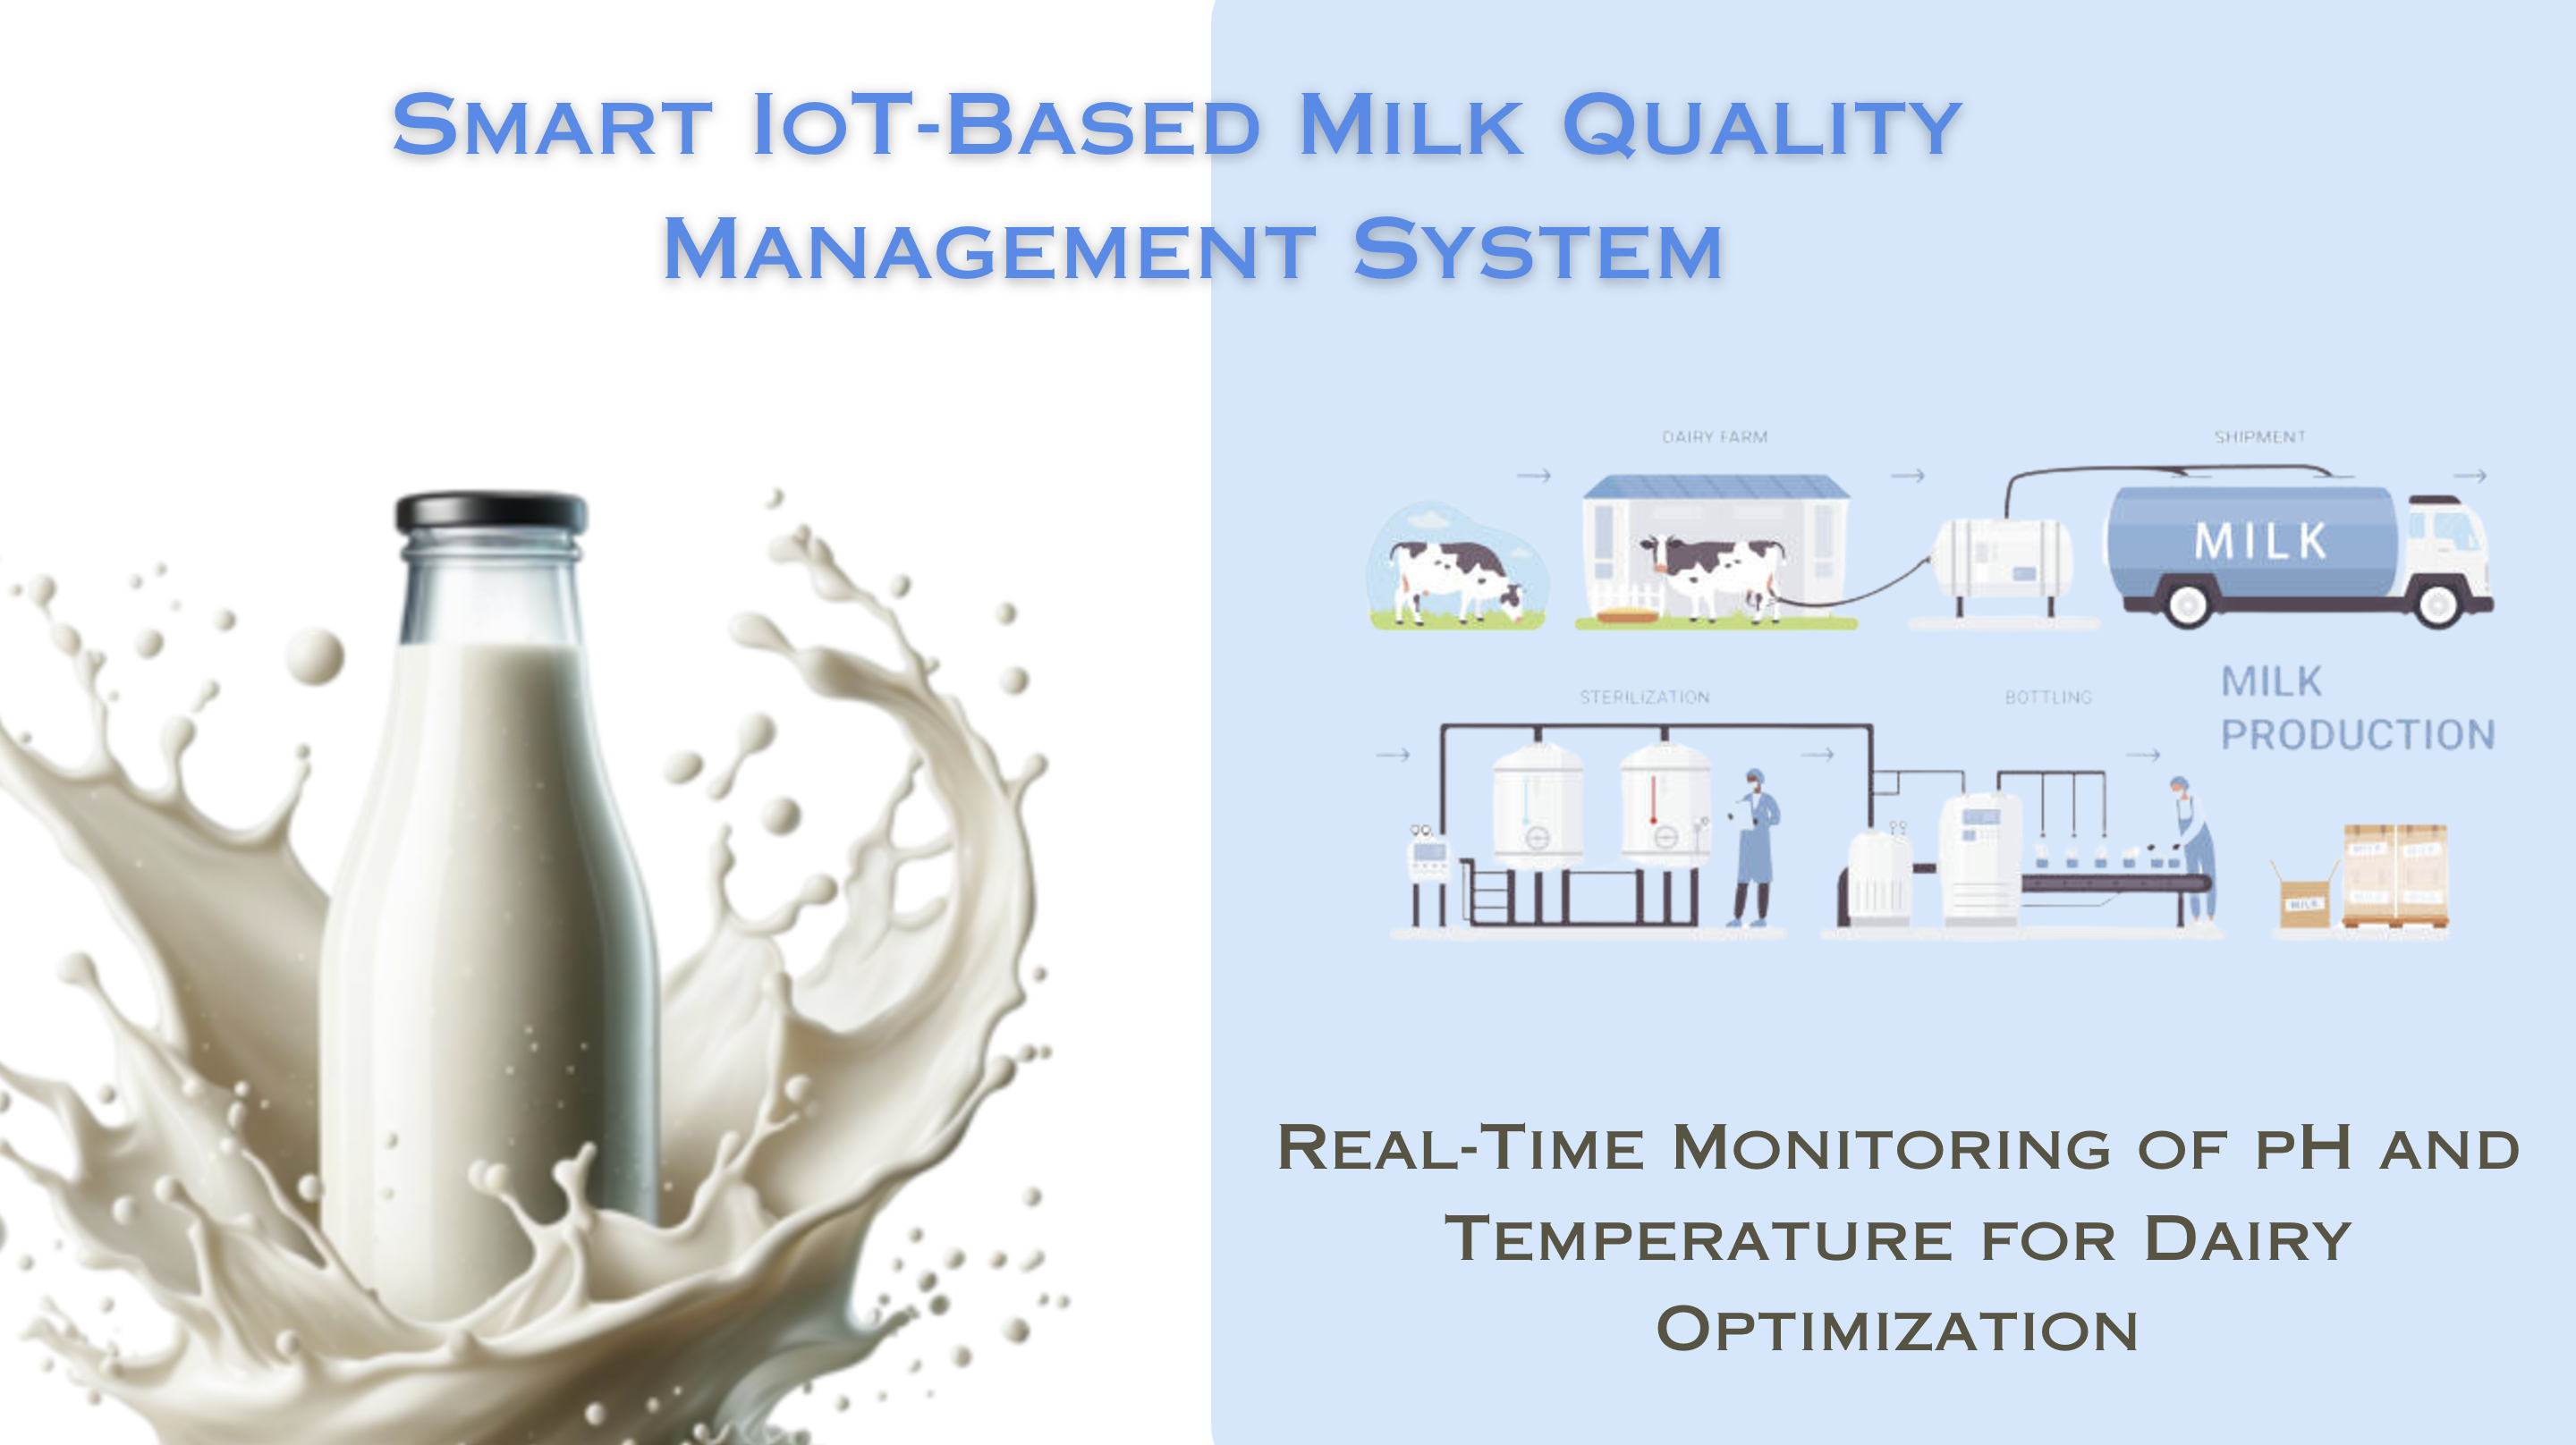 Smart IoT-Based Milk Quality
Management System
DAIRY FARM
SHIPMENT
MILK
MILK
PRODUCTION
STERILIZATION
BOTTLING
MILK
Real-Time Monitoring of pH and
Temperature for Dairy
Optimization